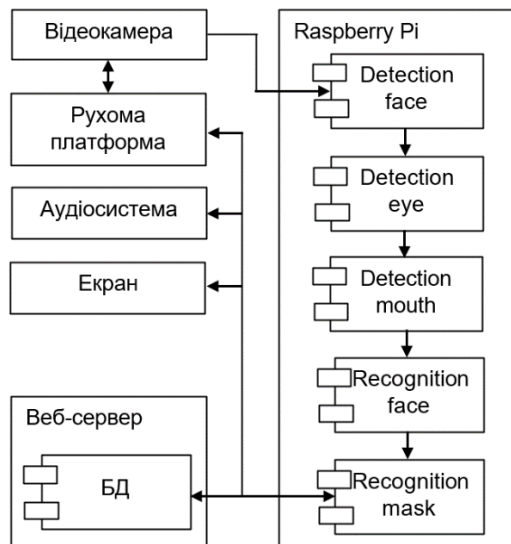 Відеокамера
Рухома
платформа
Аудіосистема
Екран
Веб-сервер
БД
Raspberry Pi
Detection
face
Detection
eye
Detection
mouth
Recognition
face
Recognition
mask